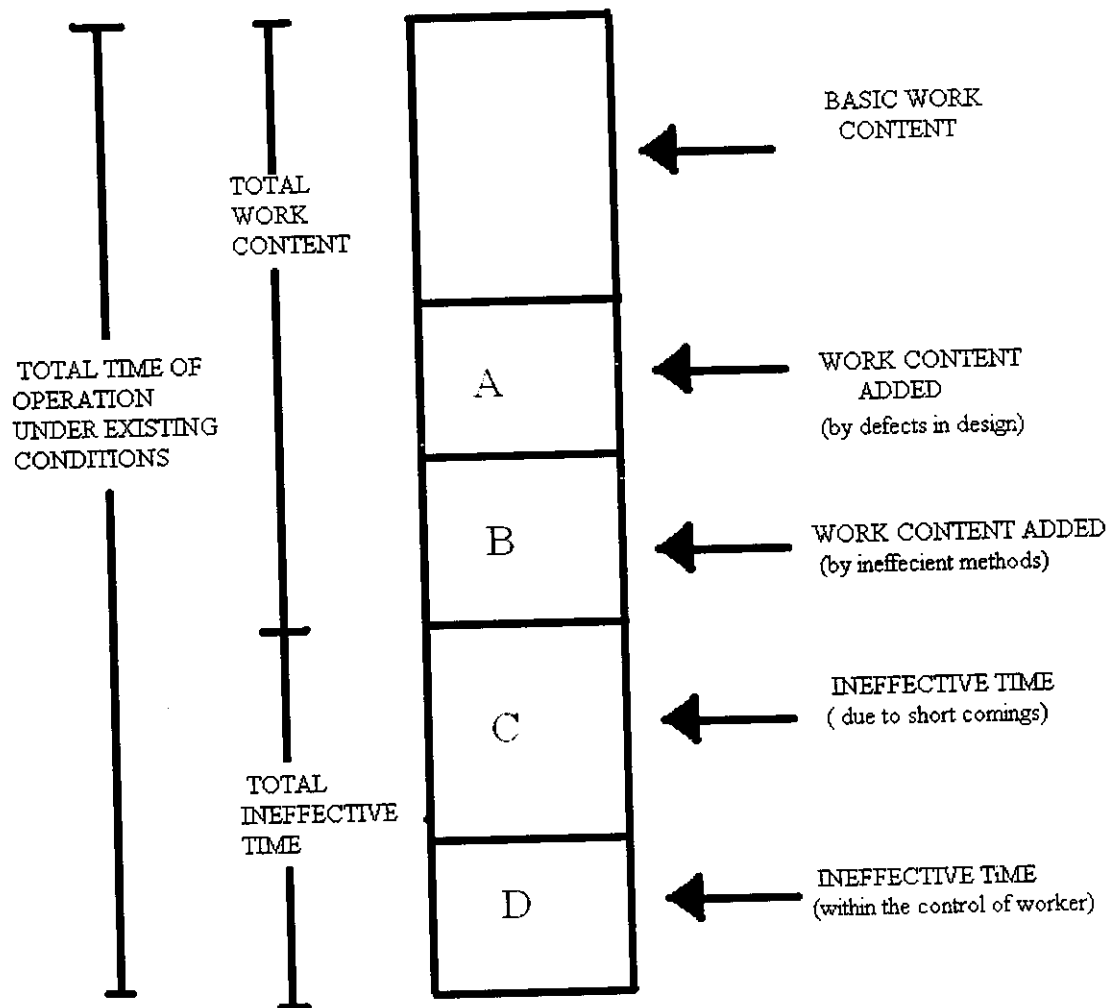 BASIC WORK
CONTENT
TOTAL
WORK
CONTENT
TOTAL TIME OF
OPERATION
UNDER EXISTING
CONDITIONS
A
WORK CONTENT
ADDED
(by defects in design)
B
WORK CONTENT ADDED
(by ineffecient methods)
C
INEFFECTIVE TIME
( due to short comings)
TOTAL
INEFFECTIVE
TIME
D
INEFFECTIVE TiME
(within the control of worker)